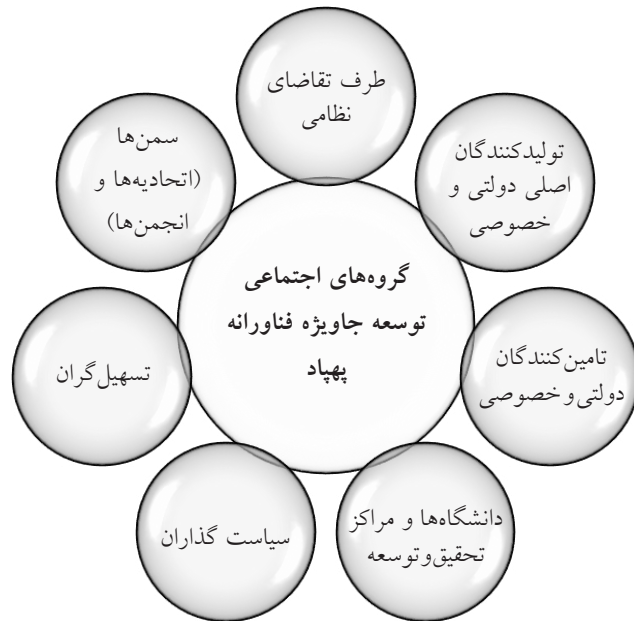 طرف تقاضای
نظامی
تولیدکنندگان
اصلی دولتی و
خصوصی
تامین‌کنندگان
دولتی‌و‌خصوصی
دانشگاه‌ها و مراکز
تحقیق‌و‌توسعه
سیاست گذاران
تسهیل‌گران
سمن‌ها
(اتحادیه‌ها و
انجمن‌ها)
گروه‌های اجتماعی
توسعه جاویژه فناورانه
پهپاد